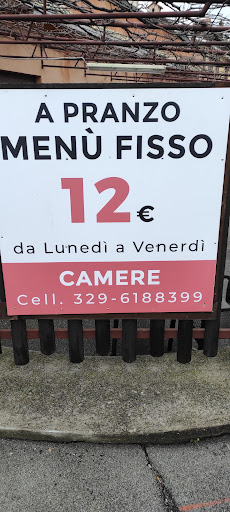 A PRANZO
MENÙ FISSO
12 €
da Lunedì a Venerdì
CAMERE
Cell. 329-6188399